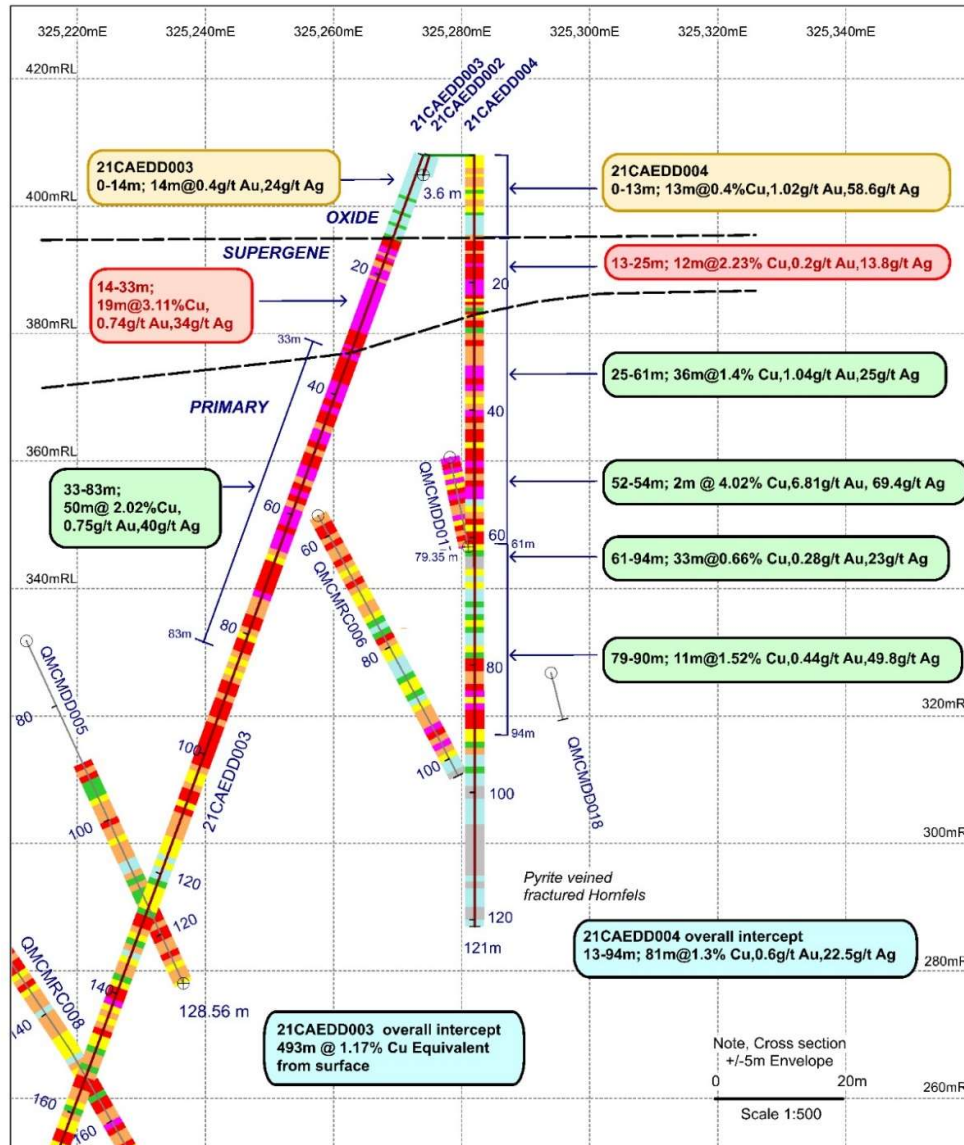 325,220mE 325,240mE 325,260mE 325,280mE 325,300mE 325,320mE 325,340mE
420mRL
21CAEDD003
21CAEDD002
21CAEDD004
21CAEDD003
0-14m; 14m@0.4g/t Au,24g/t Ag
3.6 m
21CAEDD004
0-13m; 13m@0.4%Cu,1.02g/t Au,58.6g/t Ag
400mRL
OXIDE
SUPERGENE
20
20
13-25m; 12m@2.23% Cu,0.2g/t Au,13.8g/t Ag
14-33m;
19m@3.11%Cu,
0.74g/t Au,34g/t Ag
380mRL
33m
PRIMARY
40
40
25-61m; 36m@1.4% Cu,1.04g/t Au,25g/t Ag
360mRL
33-83m;
50m@ 2.02%Cu,
0.75g/t Au,40g/t Ag
QMCMDD017
52-54m; 2m @ 4.02% Cu,6.81g/t Au, 69.4g/t Ag
60
60
60
61m
79.35 m
61-94m; 33m@0.66% Cu,0.28g/t Au,23g/t Ag
340mRL
QMCMRC006
83m
80
80
80
79-90m; 11m@1.52% Cu,0.44g/t Au,49.8g/t Ag
QMCMDD005
80
320mRL
94m
QMCMDD018
100
100
100
100
21CAEDD003
300mRL
120
120
120
Pyrite veined
fractured Hornfels
121m
21CAEDD004 overall intercept
13-94m; 81m@1.3% Cu,0.6g/t Au,22.5g/t Ag
280mRL
QMCMRC008
140
140
128.56 m
21CAEDD003 overall intercept
493m @ 1.17% Cu Equivalent
from surface
Note, Cross section
+/-5m Envelope
0 20m
Scale 1:500
260mRL
160
160